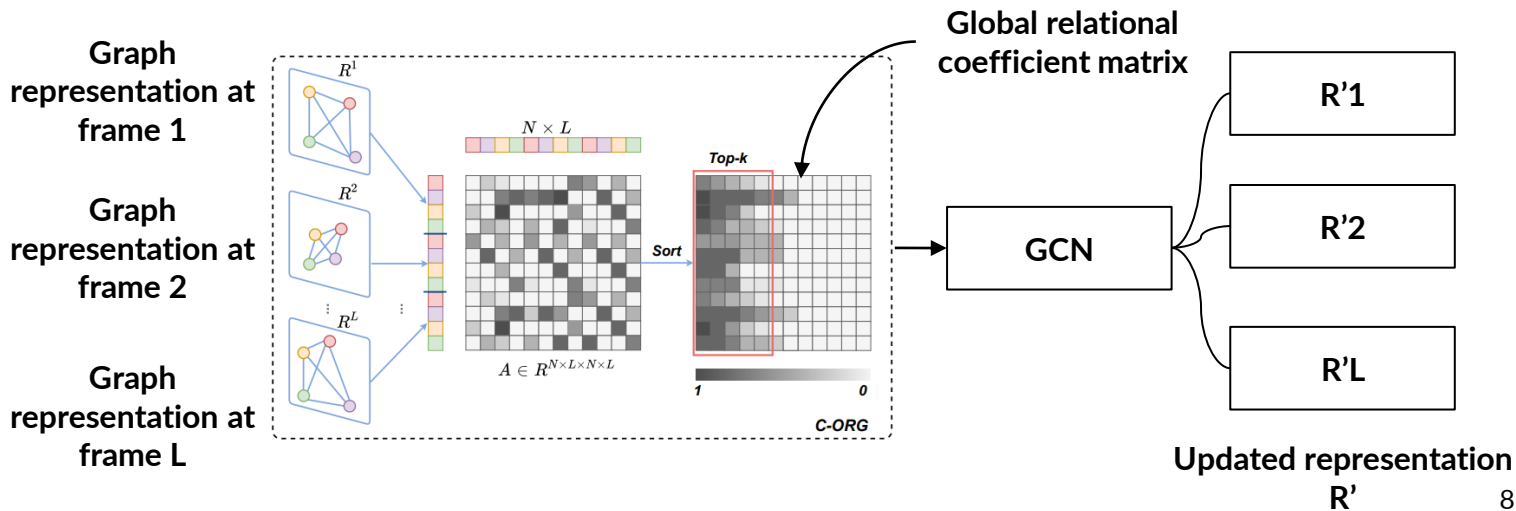 Graph
representation at
frame 1
Graph
representation at
frame 2
Graph
representation at
frame L
R^1
R^2
⋮ ⋮
R^L
N × L
A ∈ R^{N×L×N×L}
Sort
Top-k
1 0
C-ORG
Global relational
coefficient matrix
GCN
R’1
R’2
R’L
Updated representation
R’
8